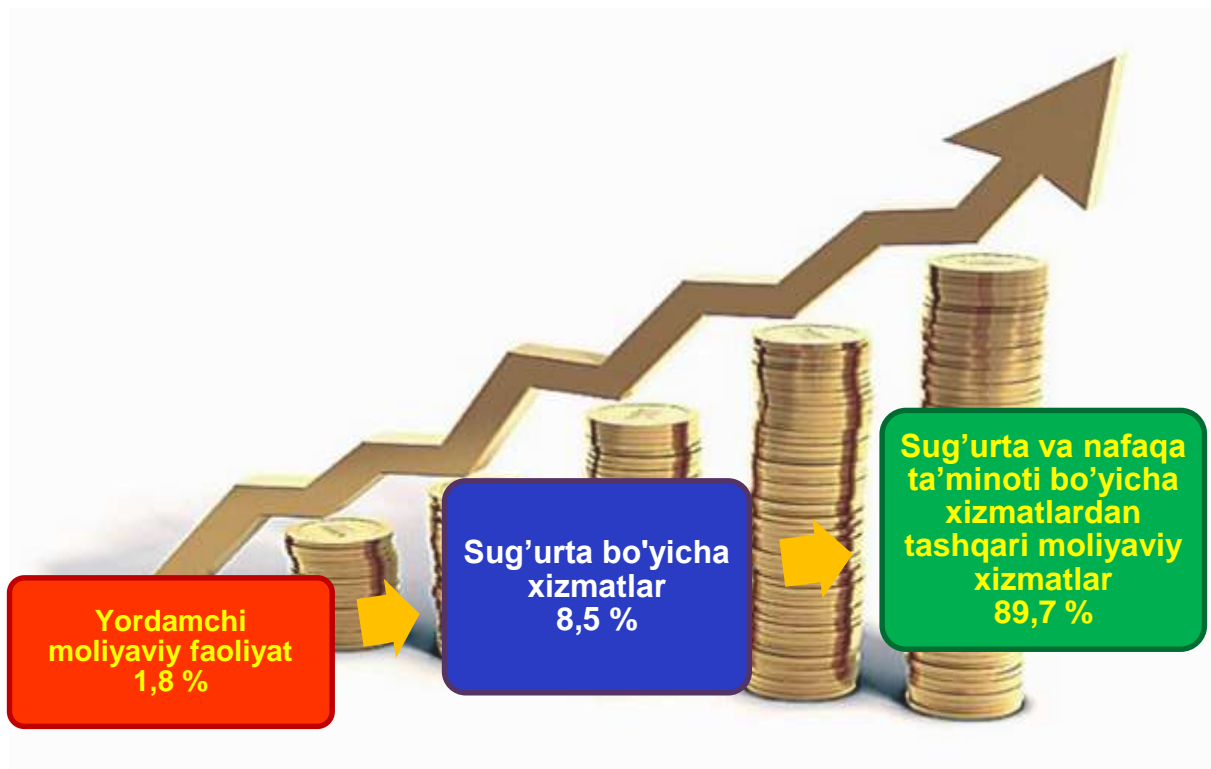 Yordamchi
moliyaviy faoliyat
1,8 %
Sug’urta bo'yicha
xizmatlar
8,5 %
Sug’urta va nafaqa
ta’minoti bo’yicha
xizmatlardan
tashqari moliyaviy
xizmatlar
89,7 %